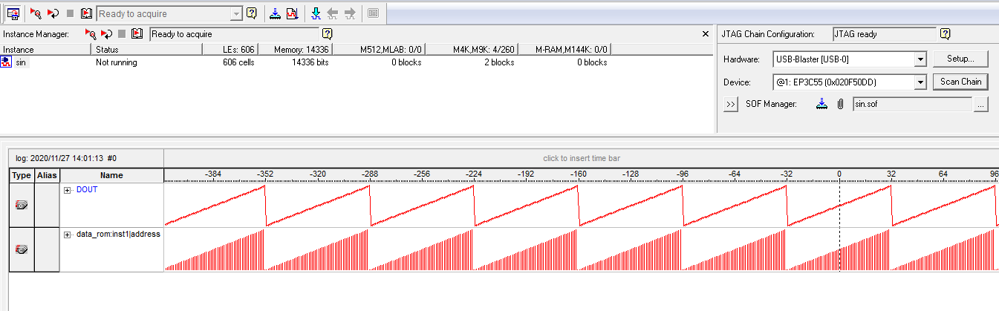 Ready to acquire
Instance Manager: Ready to acquire
Instance Status LEs: 606 Memory: 14336 M512,MLAB: 0/0 M4K,M9K: 4/260 M-RAM,M144K: 0/0
sin Not running 606 cells 14336 bits 0 blocks 2 blocks 0 blocks
JTAG Chain Configuration: JTAG ready
Hardware: USB-Blaster [USB-0] Setup...
Device: @1: EP3C55 (0x020F50DD) Scan Chain
>> SOF Manager: sin.sof ...
log: 2020/11/27 14:01:13 #0 click to insert time bar
Type Alias Name -384 -352 -320 -288 -256 -224 -192 -160 -128 -96 -64 -32 0 32 64 96
DOUT
data_rom:inst1|address